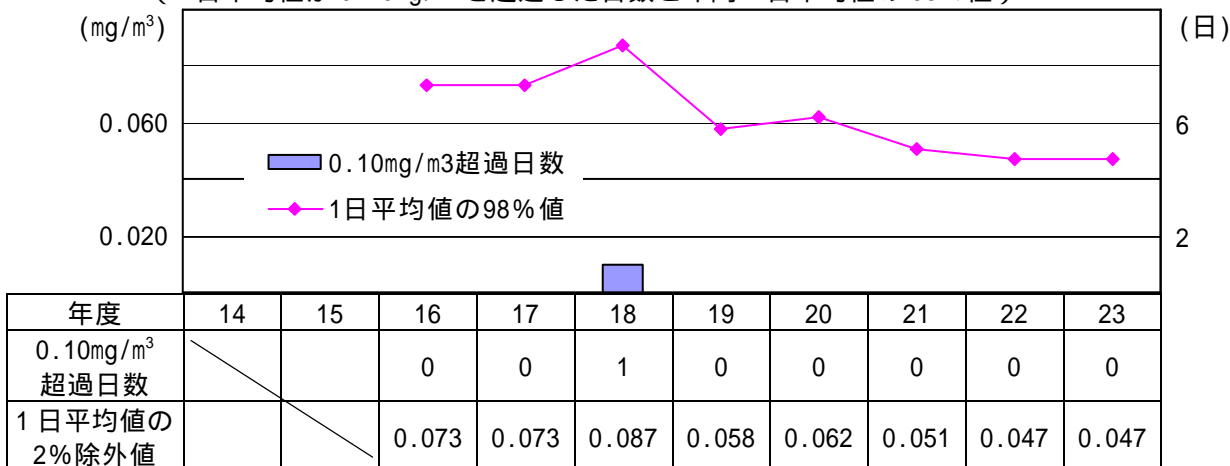 (mg/m³) (日)
0.060 6
0.10mg/m3超過日数
1日平均値の98%値
0.020 2
年度 14 15 16 17 18 19 20 21 22 23
0.10mg/m³
超過日数 0 0 1 0 0 0 0 0
1日平均値の
2%除外値 0.073 0.073 0.087 0.058 0.062 0.051 0.047 0.047